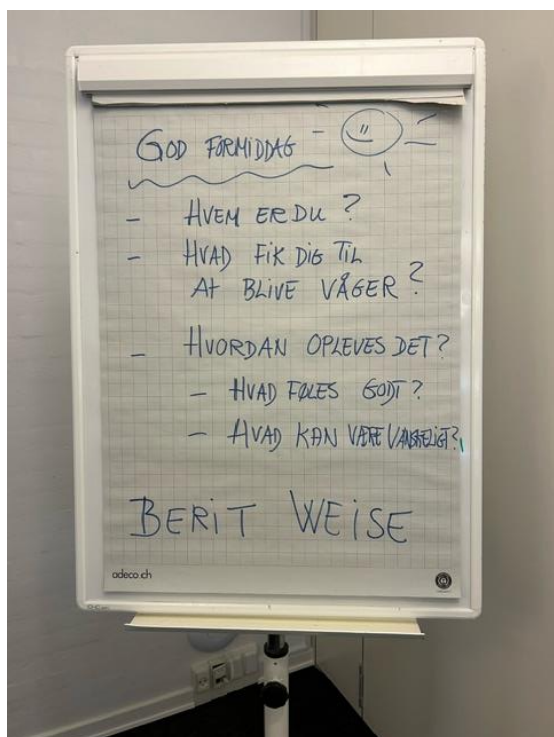 GOD FORMIDDAG
- HVEM ER DU?
- HVAD FIK DIG TIL
AT BLIVE VÅGER?
- HVORDAN OPLEVES DET?
- HVAD FØLES GODT?
- HVAD KAN VÆRE VANSKELIGT?
BERIT WEISE
adeco.ch